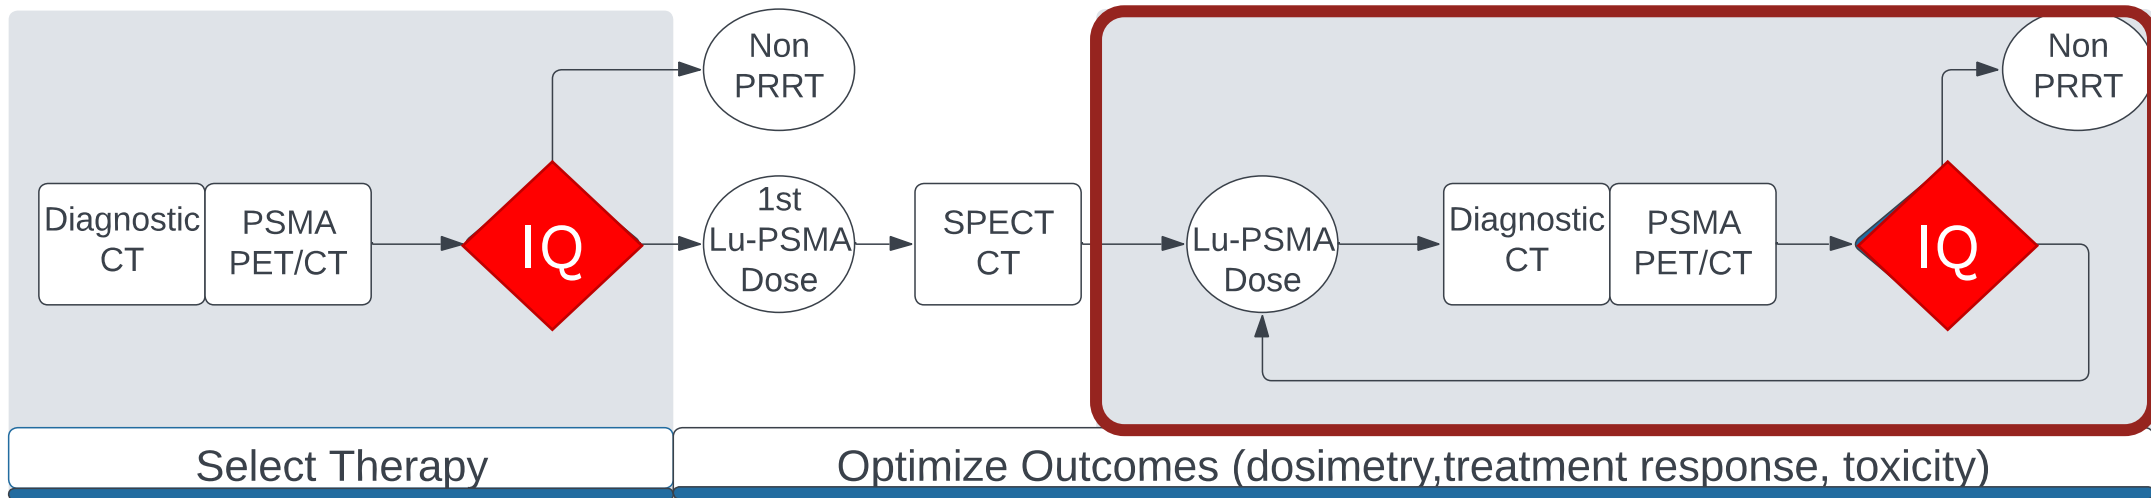 Non
PRRT
Diagnostic
CT
PSMA
PET/CT
IQ
1st
Lu-PSMA
Dose
SPECT
CT
Lu-PSMA
Dose
Diagnostic
CT
PSMA
PET/CT
IQ
Non
PRRT
Select Therapy
Optimize Outcomes (dosimetry,treatment response, toxicity)